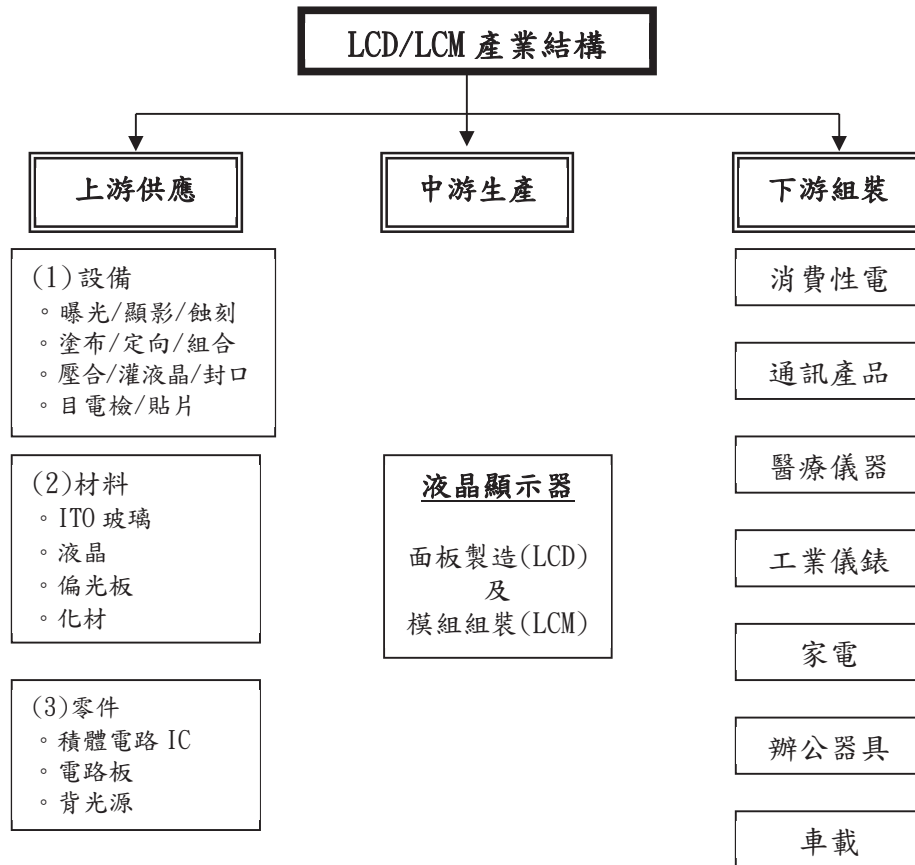 LCD/LCM 產業結構
上游供應
中游生產
下游組裝
(1)設備
。曝光/顯影/蝕刻
。塗布/定向/組合
。壓合/灌液晶/封口
。目電檢/貼片
(2)材料
。ITO 玻璃
。液晶
。偏光板
。化材
(3)零件
。積體電路 IC
。電路板
。背光源
液晶顯示器
面板製造(LCD)
及
模組組裝(LCM)
消費性電
通訊產品
醫療儀器
工業儀錶
家電
辦公器具
車載